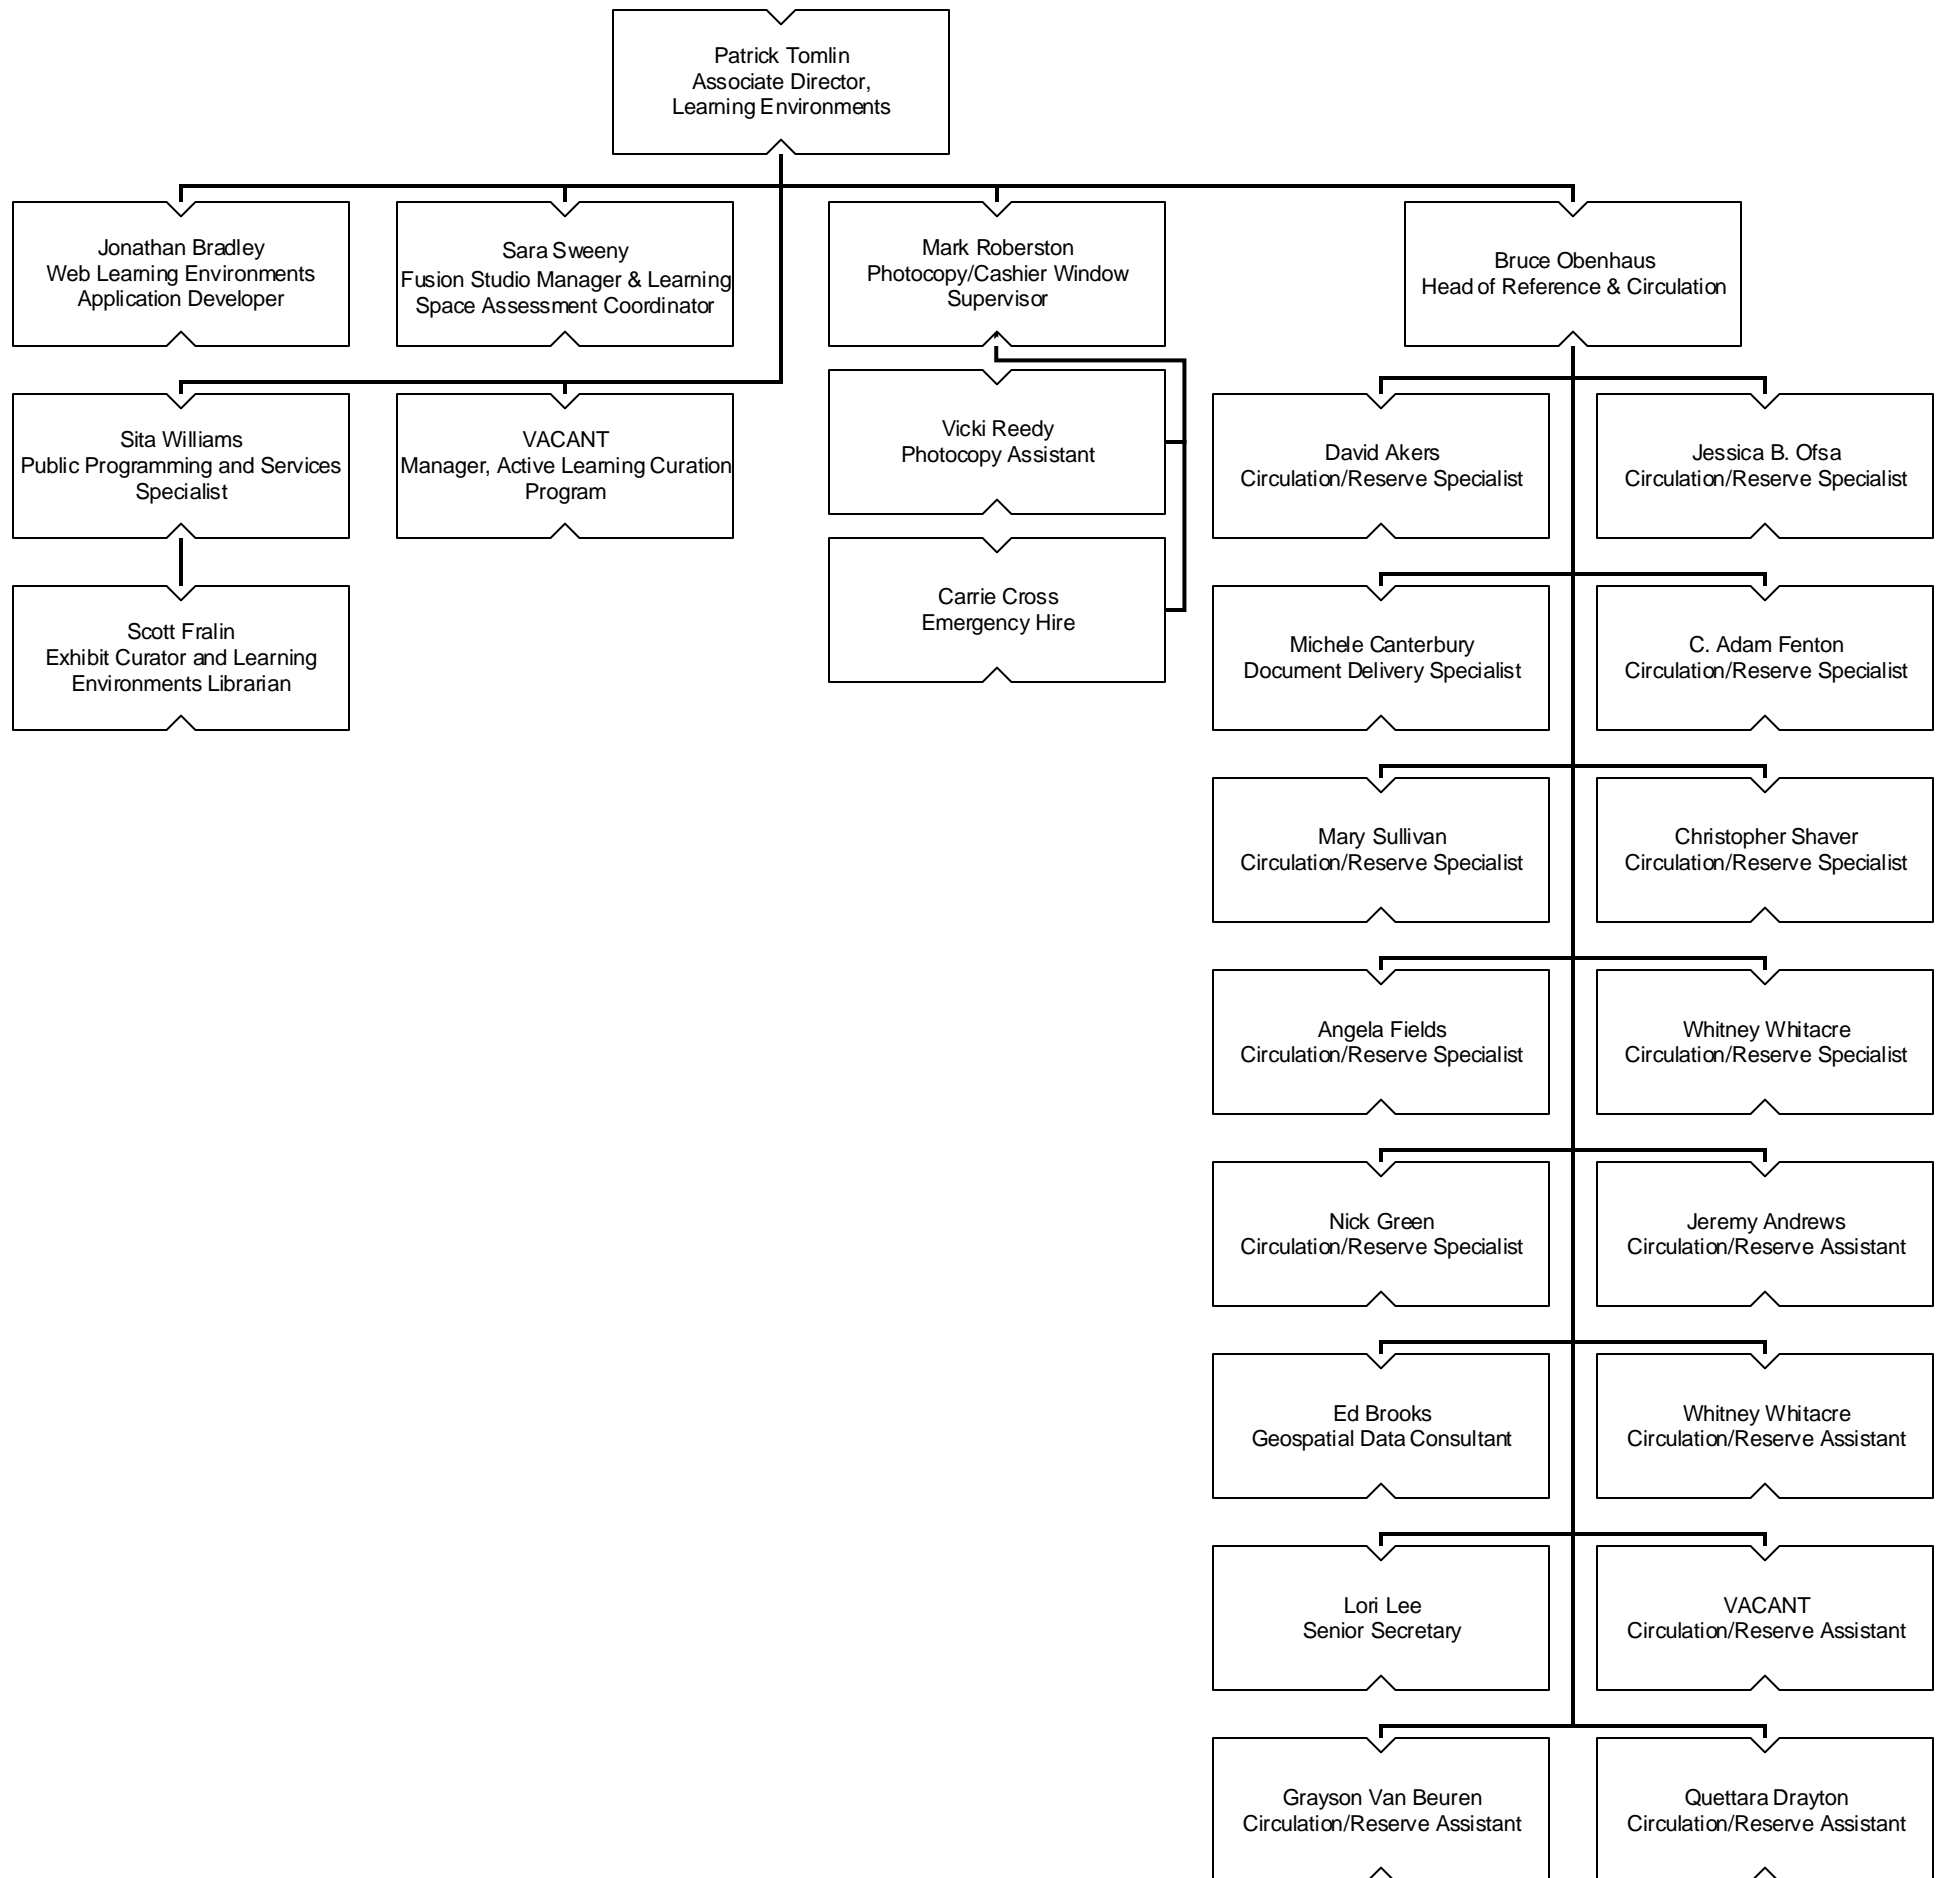 Patrick Tomlin
Associate Director,
Learning Environments
Jonathan Bradley
Web Learning Environments
Application Developer
Sara Sweeny
Fusion Studio Manager & Learning
Space Assessment Coordinator
Mark Roberston
Photocopy/Cashier Window
Supervisor
Bruce Obenhaus
Head of Reference & Circulation
Sita Williams
Public Programming and Services
Specialist
VACANT
Manager, Active Learning Curation
Program
Vicki Reedy
Photocopy Assistant
David Akers
Circulation/Reserve Specialist
Jessica B. Ofsa
Circulation/Reserve Specialist
Scott Fralin
Exhibit Curator and Learning
Environments Librarian
Carrie Cross
Emergency Hire
Michele Canterbury
Document Delivery Specialist
C. Adam Fenton
Circulation/Reserve Specialist
Mary Sullivan
Circulation/Reserve Specialist
Christopher Shaver
Circulation/Reserve Specialist
Angela Fields
Circulation/Reserve Specialist
Whitney Whitacre
Circulation/Reserve Specialist
Nick Green
Circulation/Reserve Specialist
Jeremy Andrews
Circulation/Reserve Assistant
Ed Brooks
Geospatial Data Consultant
Whitney Whitacre
Circulation/Reserve Assistant
Lori Lee
Senior Secretary
VACANT
Circulation/Reserve Assistant
Grayson Van Beuren
Circulation/Reserve Assistant
Quettara Drayton
Circulation/Reserve Assistant